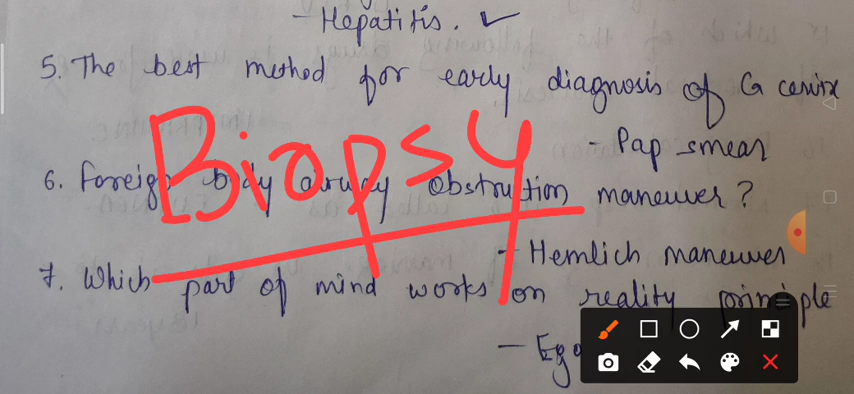 - Hepatitis.
5. The best method for early diagnosis of Ca cervix
- Pap smear
Biopsy
6. Foreign body airway obstruction maneuver?
- Hemlich maneuver
7. Which part of mind works on reality principle
- Ego